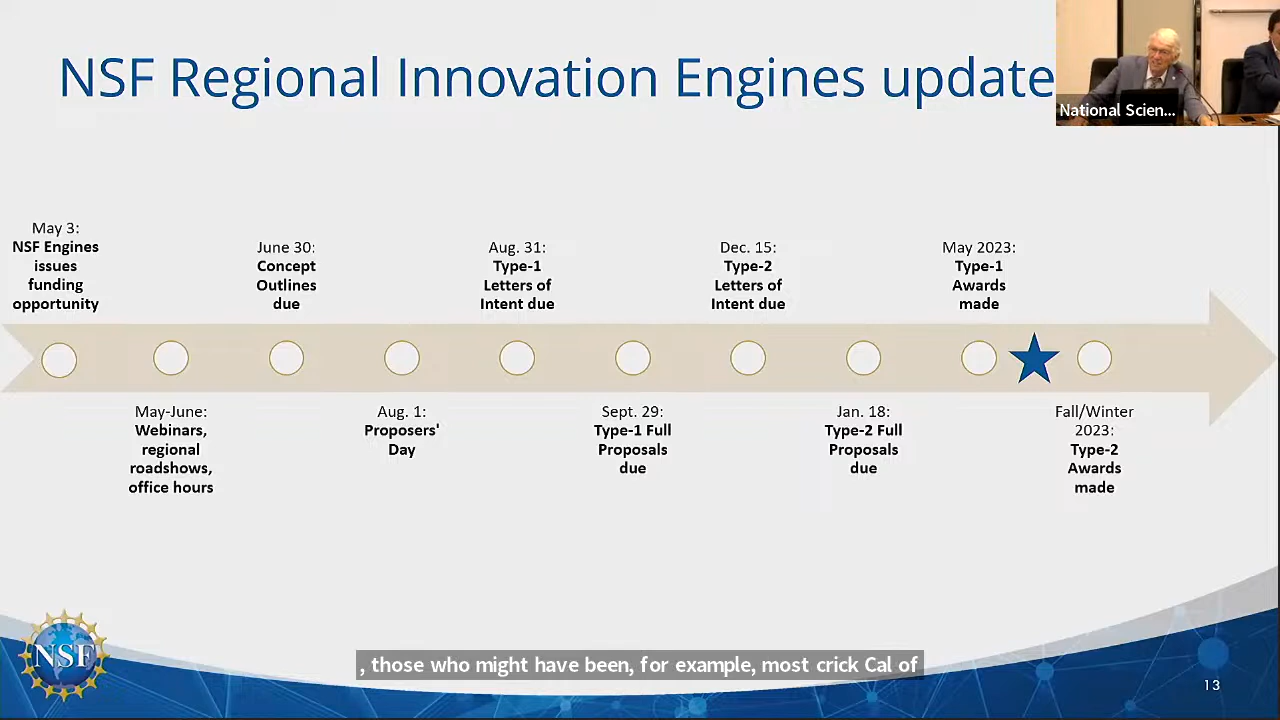 NSF Regional Innovation Engines update
National Scien...
May 3:
NSF Engines
issues
funding
opportunity
May-June:
Webinars,
regional
roadshows,
office hours
June 30:
Concept
Outlines
due
Aug. 1:
Proposers'
Day
Aug. 31:
Type-1
Letters of
Intent due
Sept. 29:
Type-1 Full
Proposals
due
Dec. 15:
Type-2
Letters of
Intent due
Jan. 18:
Type-2 Full
Proposals
due
May 2023:
Type-1
Awards
made
Fall/Winter
2023:
Type-2
Awards
made
NSF
, those who might have been, for example, most crick Cal of
13